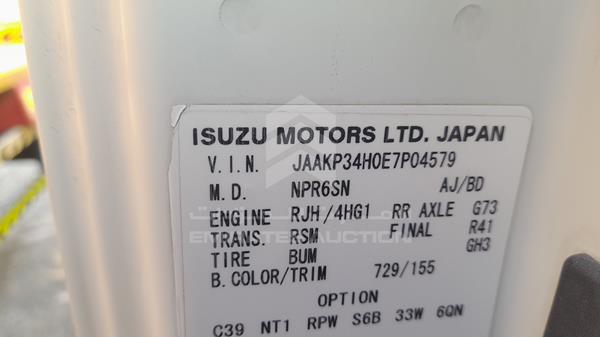 ISUZU MOTORS LTD. JAPAN
V.I.N. JAAKP34H0E7P04579
M.D. NPR6SN AJ/BD
ENGINE RJH/4HG1 RR AXLE G73
TRANS. RSM FINAL R41
TIRE BUM GH3
B.COLOR/TRIM 729/155
OPTION
C39 NT1 RPW S6B 33W 6QN